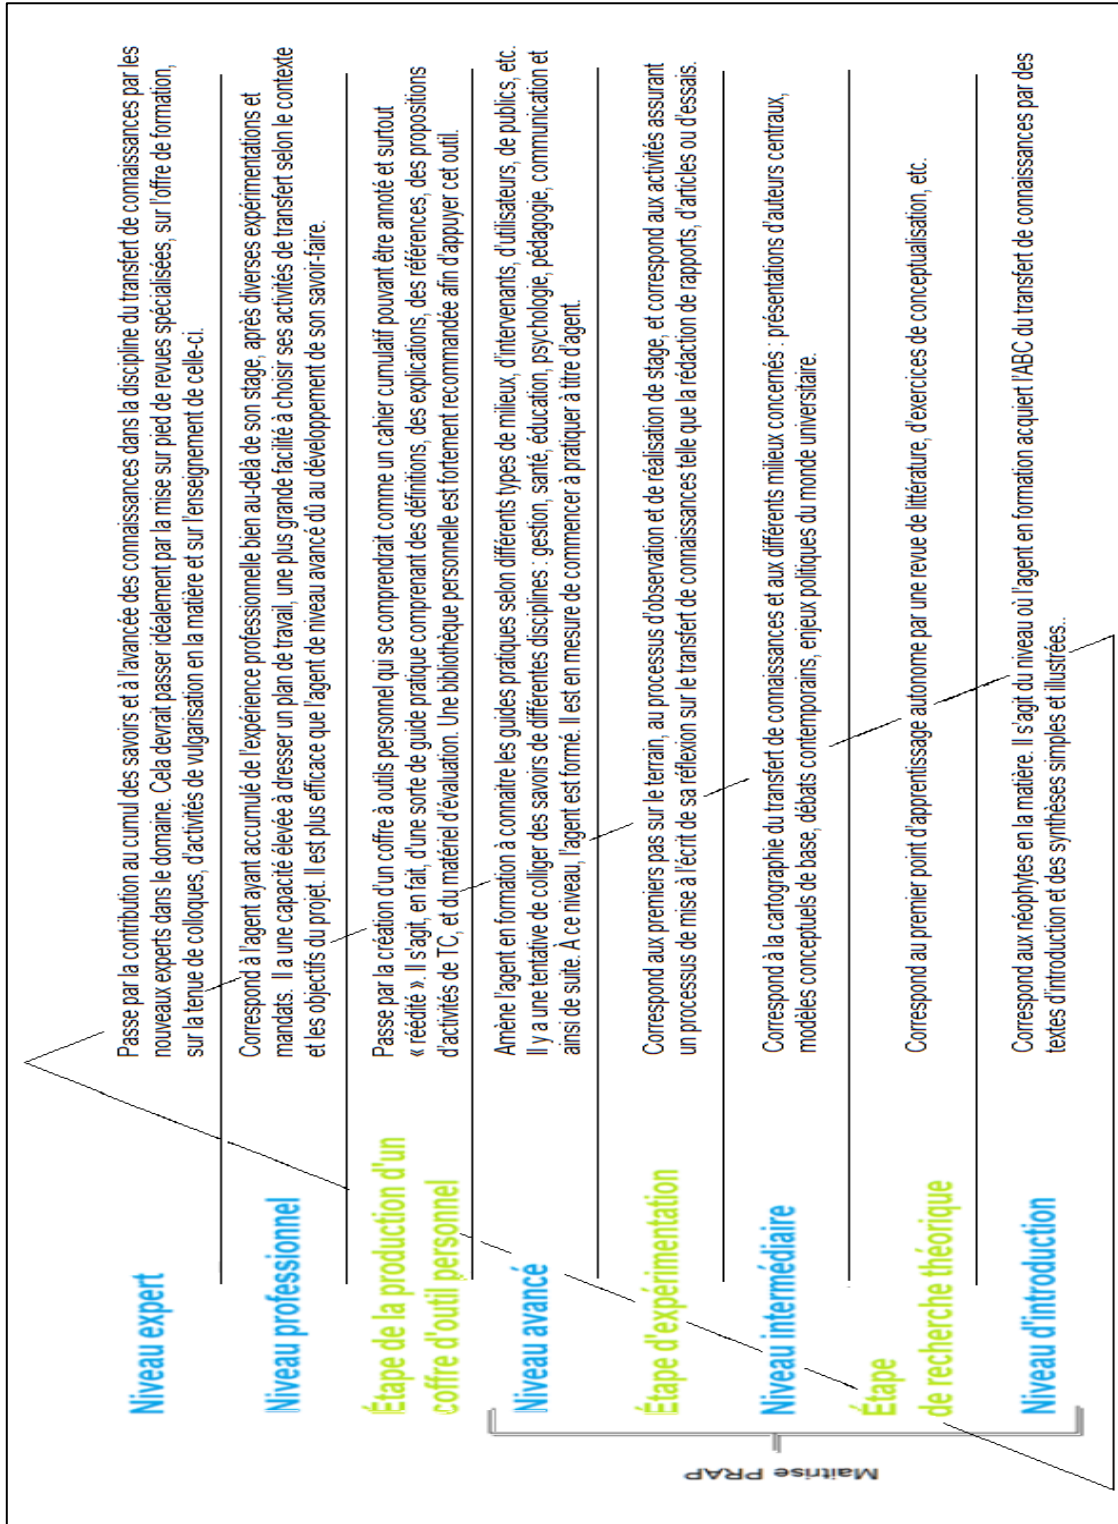 Niveau expert
Passe par la contribution au cumul des savoirs et à l'avancée des connaissances dans la discipline du transfert de connaissances par les
nouveaux experts dans le domaine. Cela devrait passer idéalement par la mise sur pied de revues spécialisées, sur l'offre de formation,
sur la tenue de colloques, d'activités de vulgarisation en la matière et sur l'enseignement de celle-ci.
Niveau professionnel
Correspond à l'agent ayant accumulé de l'expérience professionnelle bien au-delà de son stage, après diverses expérimentations et
mandats. Il a une capacité élevée à dresser un plan de travail, une plus grande facilité à choisir ses activités de transfert selon le contexte
et les objectifs du projet. Il est plus efficace que l'agent de niveau avancé dû au développement de son savoir-faire.
Étape de la production d'un
coffre d'outil personnel
Passe par la création d'un coffre à outils personnel qui se comprendrait comme un cahier cumulatif pouvant être annoté et surtout
« réédité ». Il s'agit, en fait, d'une sorte de guide pratique comprenant des définitions, des explications, des références, des propositions
d'activités de TC, et du matériel d'évaluation. Une bibliothèque personnelle est fortement recommandée afin d'appuyer cet outil.
Niveau avancé
Amène l'agent en formation à connaitre les guides pratiques selon différents types de milieux, d'intervenants, d'utilisateurs, de publics, etc.
Il y a une tentative de colliger des savoirs de différentes disciplines : gestion, santé, éducation, psychologie, pédagogie, communication et
ainsi de suite. A ce niveau, l'agent est formé. Il est en mesure de commencer à pratiquer à titre d'agent.
Étape d'expérimentation
Correspond aux premiers pas sur le terrain, au processus d'observation et de réalisation de stage, et correspond aux activités assurant
un processus de mise à l'écrit de sa réflexion sur le transfert de connaissances telle que la rédaction de rapports, d'articles ou d'essais.
Niveau intermédiaire
Correspond à la cartographie du transfert de connaissances et aux différents milieux concernés : présentations d'auteurs centraux,
modèles conceptuels de base, débats contemporains, enjeux politiques du monde universitaire.
Étape
de recherche théorique
Correspond au premier point d'apprentissage autonome par une revue de littérature, d'exercices de conceptualisation, etc.
Niveau d'introduction
Correspond aux néophytes en la matière. Il s'agit du niveau où l'agent en formation acquiert l'ABC du transfert de connaissances par des
textes d'introduction et des synthèses simples et illustrées..
Maitrise PRAP